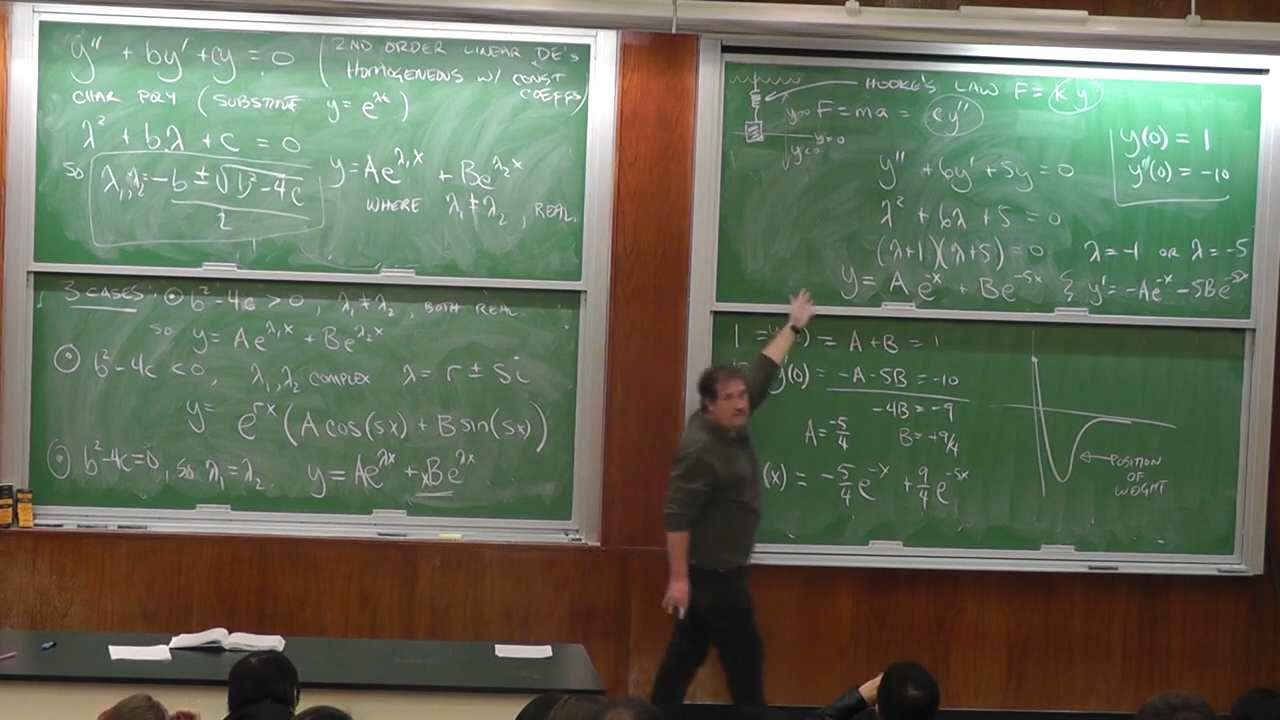 y'' + by' + cy = 0 (2ND ORDER LINEAR DE'S
HOMOGENEOUS W/ CONST
COEFFS)
CHAR POLY (SUBSTITUTE y = e^{λx})
λ² + bλ + c = 0
SO λ₁, λ₂ = (-b ± √(b²-4c))/2
y = Ae^{λ₁x} + Be^{λ₂x}
WHERE λ₁ ≠ λ₂, REAL.
3 CASES: ⊙ b²-4c > 0, λ₁ ≠ λ₂, BOTH REAL
SO y = Ae^{λ₁x} + Be^{λ₂x}
⊙ b²-4c < 0, λ₁, λ₂ COMPLEX λ = r ± si
y = e^{rx}(A cos(sx) + B sin(sx))
⊙ b²-4c=0, SO λ₁=λ₂. y = Ae^{λx} + xBe^{λx}
HOOKE'S LAW F = ky
y>0 F = ma = cy''
y=0
y<0
y(0) = 1
y''(0) = -10
y'' + 6y' + 5y = 0
λ² + 6λ + 5 = 0
(λ+1)(λ+5) = 0 λ = -1 OR λ = -5
y = Ae^{-x} + Be^{-5x} & y' = -Ae^{-x} - 5Be^{-5x}
1 = ) = A + B = 1
y'(0) = -A - 5B = -10
-4B = -9
A = -5/4 B = +9/4
(x) = -5/4 e^{-x} + 9/4 e^{-5x}
POSITION
OF
WEIGHT